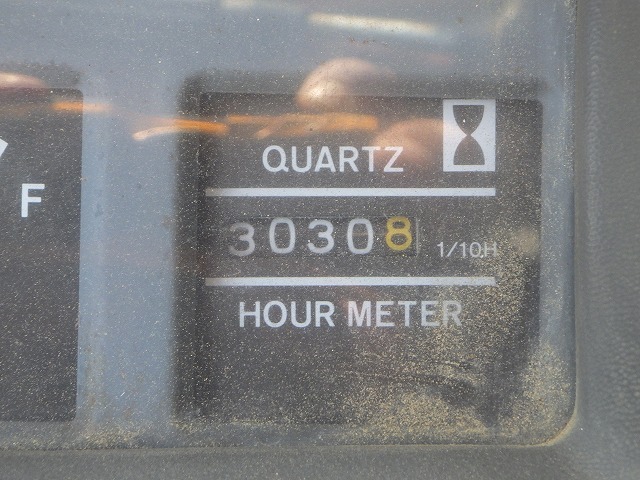 QUARTZ
F
30308 1/10H
HOUR METER